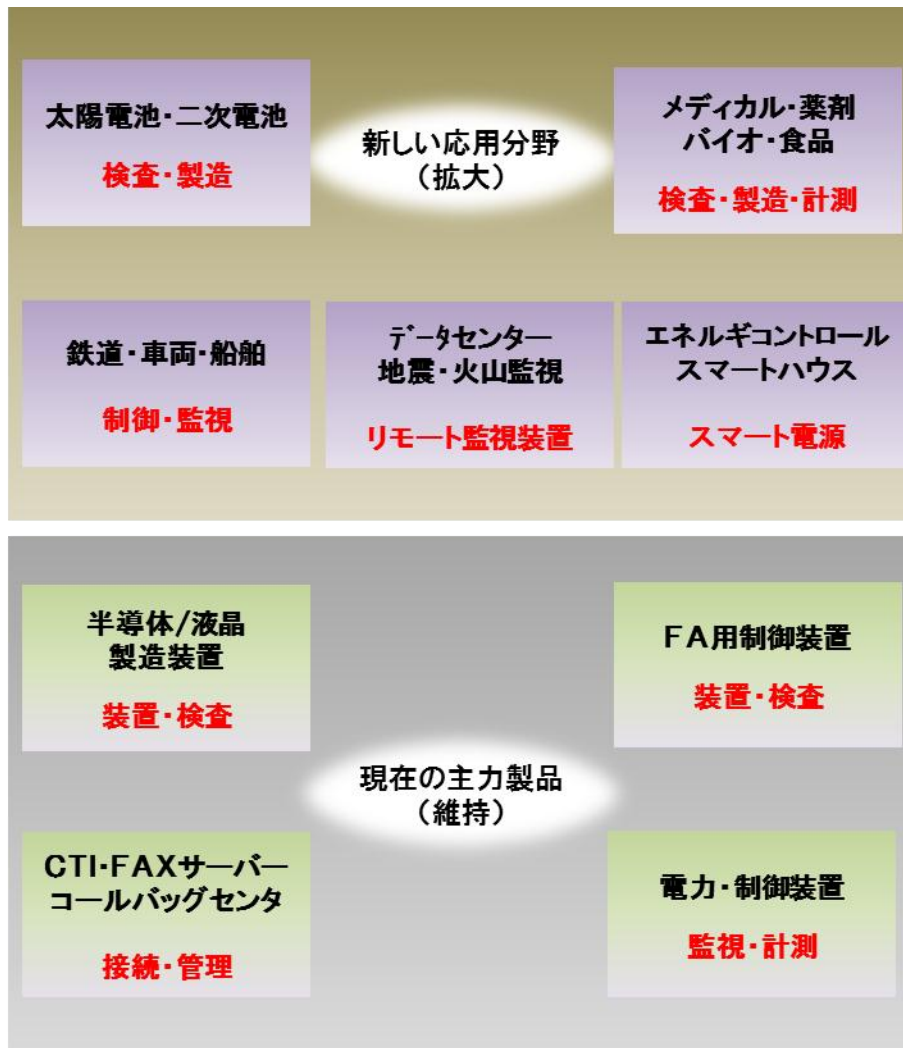 太陽電池・二次電池
検査・製造
新しい応用分野
（拡大）
メディカル・薬剤
バイオ・食品
検査・製造・計測
鉄道・車両・船舶
制御・監視
ﾃﾞｰﾀセンター
地震・火山監視
リモート監視装置
エネルギコントロール
スマートハウス
スマート電源
半導体/液晶
製造装置
装置・検査
ＦＡ用制御装置
装置・検査
現在の主力製品
（維持）
CTI・FAXサーバー
コールバッグセンタ
接続・管理
電力・制御装置
監視・計測